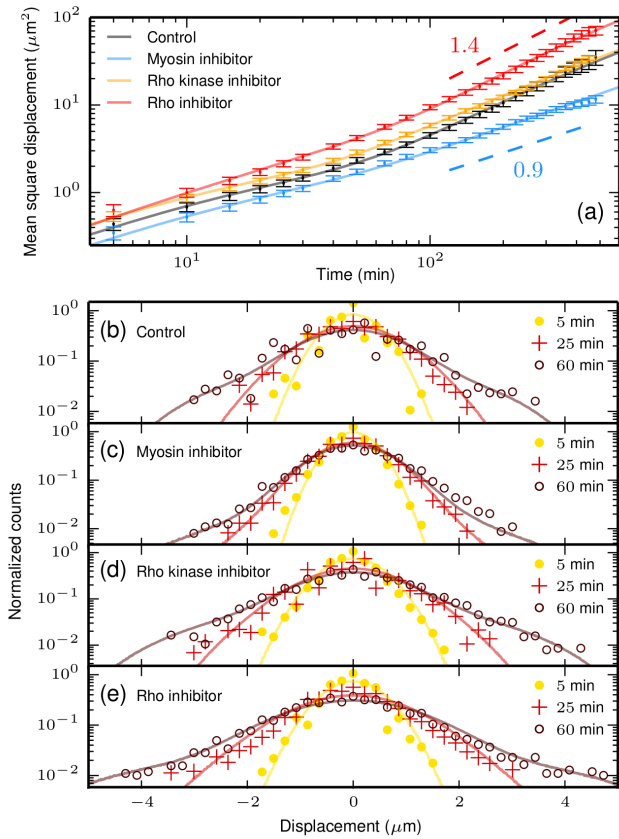 Mean square displacement (μm²)
10²
10¹
10⁰
Control
Myosin inhibitor
Rho kinase inhibitor
Rho inhibitor
1.4
0.9
(a)
10¹
10²
Time (min)
Normalized counts
10⁰
10⁻¹
10⁻²
(b) Control
5 min
25 min
60 min
10⁰
10⁻¹
10⁻²
(c) Myosin inhibitor
5 min
25 min
60 min
10⁰
10⁻¹
10⁻²
(d) Rho kinase inhibitor
5 min
25 min
60 min
10⁰
10⁻¹
10⁻²
(e) Rho inhibitor
5 min
25 min
60 min
−4 −2 0 2 4
Displacement (μm)